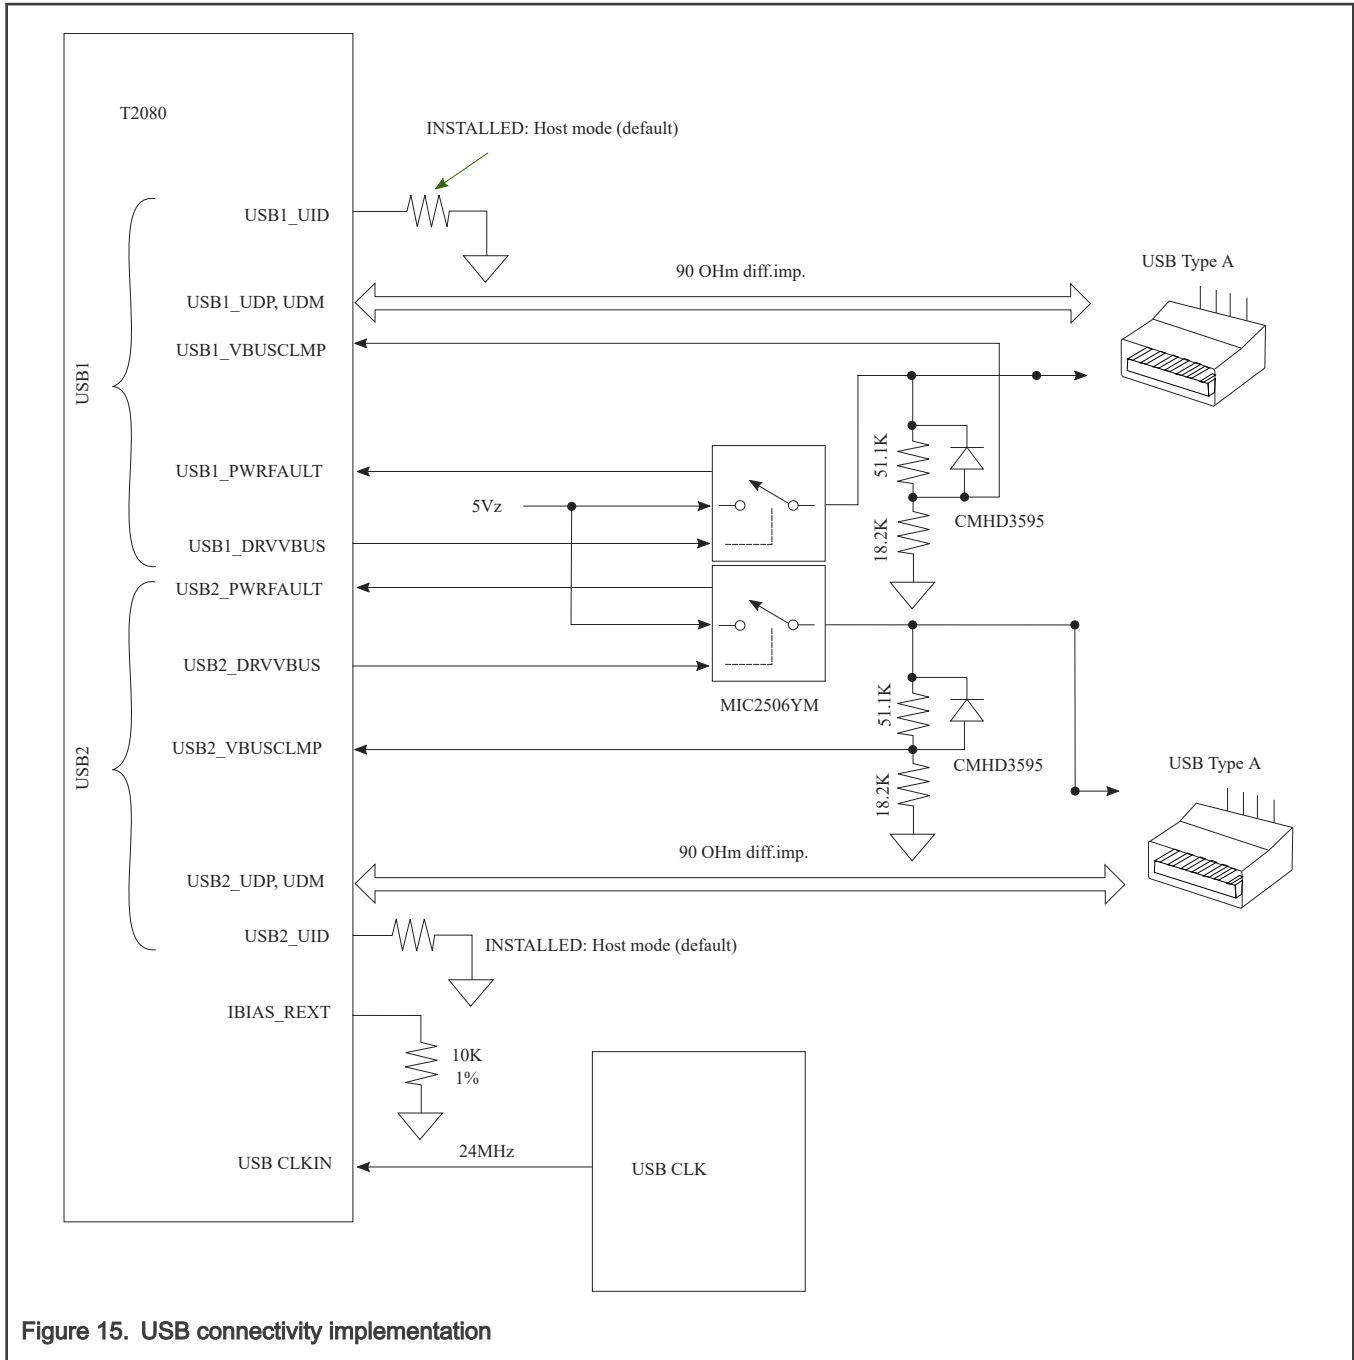 T2080
INSTALLED: Host mode (default)
USB1_UID
90 OHm diff.imp.
USB Type A
USB1_UDP, UDM
USB1_VBUSCLMP
USB1
51.1K
USB1_PWRFAULT
5Vz
18.2K
CMHD3595
USB1_DRVVBUS
USB2_PWRFAULT
USB2_DRVVBUS
MIC2506YM
51.1K
USB2
USB2_VBUSCLMP
18.2K
CMHD3595
USB Type A
90 OHm diff.imp.
USB2_UDP, UDM
USB2_UID
INSTALLED: Host mode (default)
IBIAS_REXT
10K
1%
24MHz
USB CLKIN
USB CLK
Figure 15. USB connectivity implementation